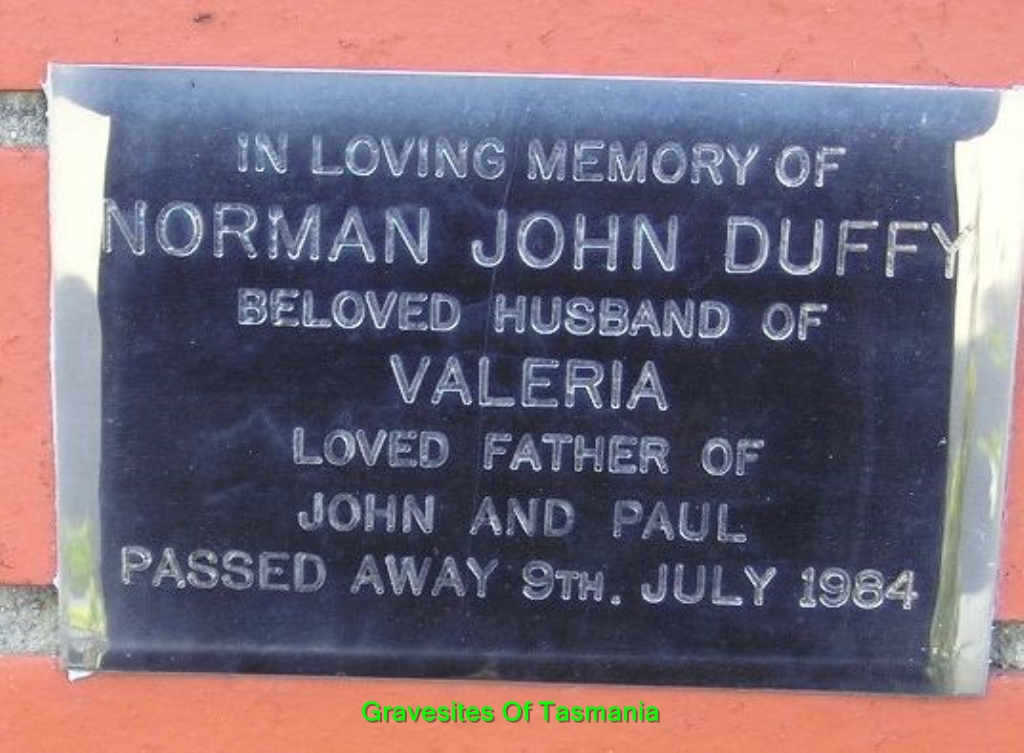 IN LOVING MEMORY OF
NORMAN JOHN DUFFY
BELOVED HUSBAND OF
VALERIA
LOVED FATHER OF
JOHN AND PAUL
PASSED AWAY 9TH. JULY 1984
Gravesites Of Tasmania